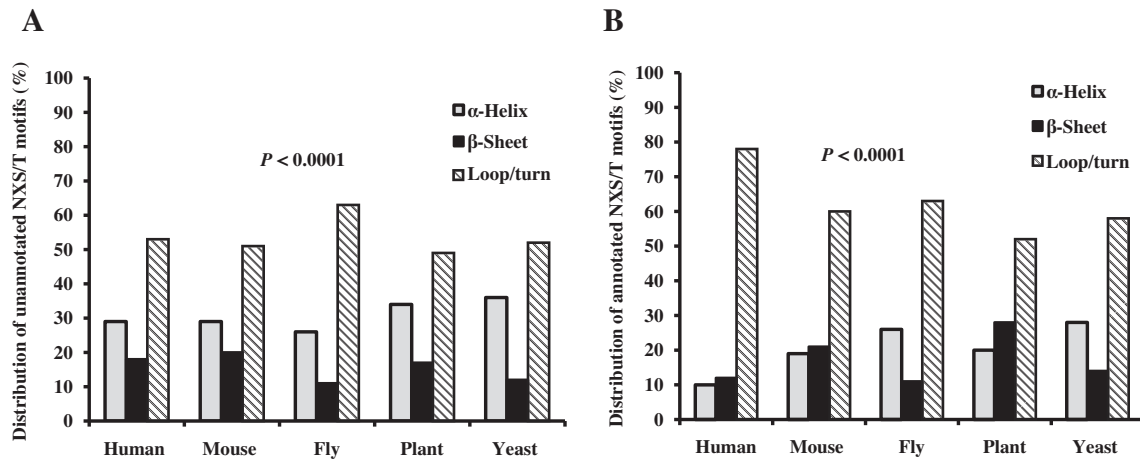 A
Distribution of unannotated NXS/T motifs (%)
100
90
80
70
60
50
40
30
20
10
0
α-Helix
β-Sheet
Loop/turn
P < 0.0001
Human Mouse Fly Plant Yeast
B
Distribution of annotated NXS/T motifs (%)
100
90
80
70
60
50
40
30
20
10
0
α-Helix
β-Sheet
Loop/turn
P < 0.0001
Human Mouse Fly Plant Yeast